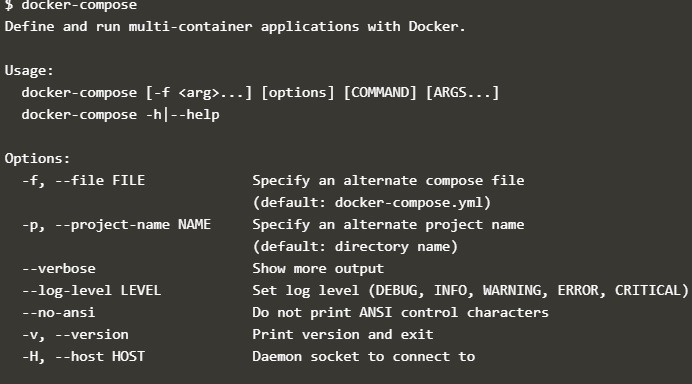 $ docker-compose
Define and run multi-container applications with Docker.

Usage:
  docker-compose [-f <arg>...] [options] [COMMAND] [ARGS...]
  docker-compose -h|--help

Options:
  -f, --file FILE             Specify an alternate compose file
                              (default: docker-compose.yml)
  -p, --project-name NAME     Specify an alternate project name
                              (default: directory name)
  --verbose                   Show more output
  --log-level LEVEL           Set log level (DEBUG, INFO, WARNING, ERROR, CRITICAL)
  --no-ansi                   Do not print ANSI control characters
  -v, --version               Print version and exit
  -H, --host HOST             Daemon socket to connect to